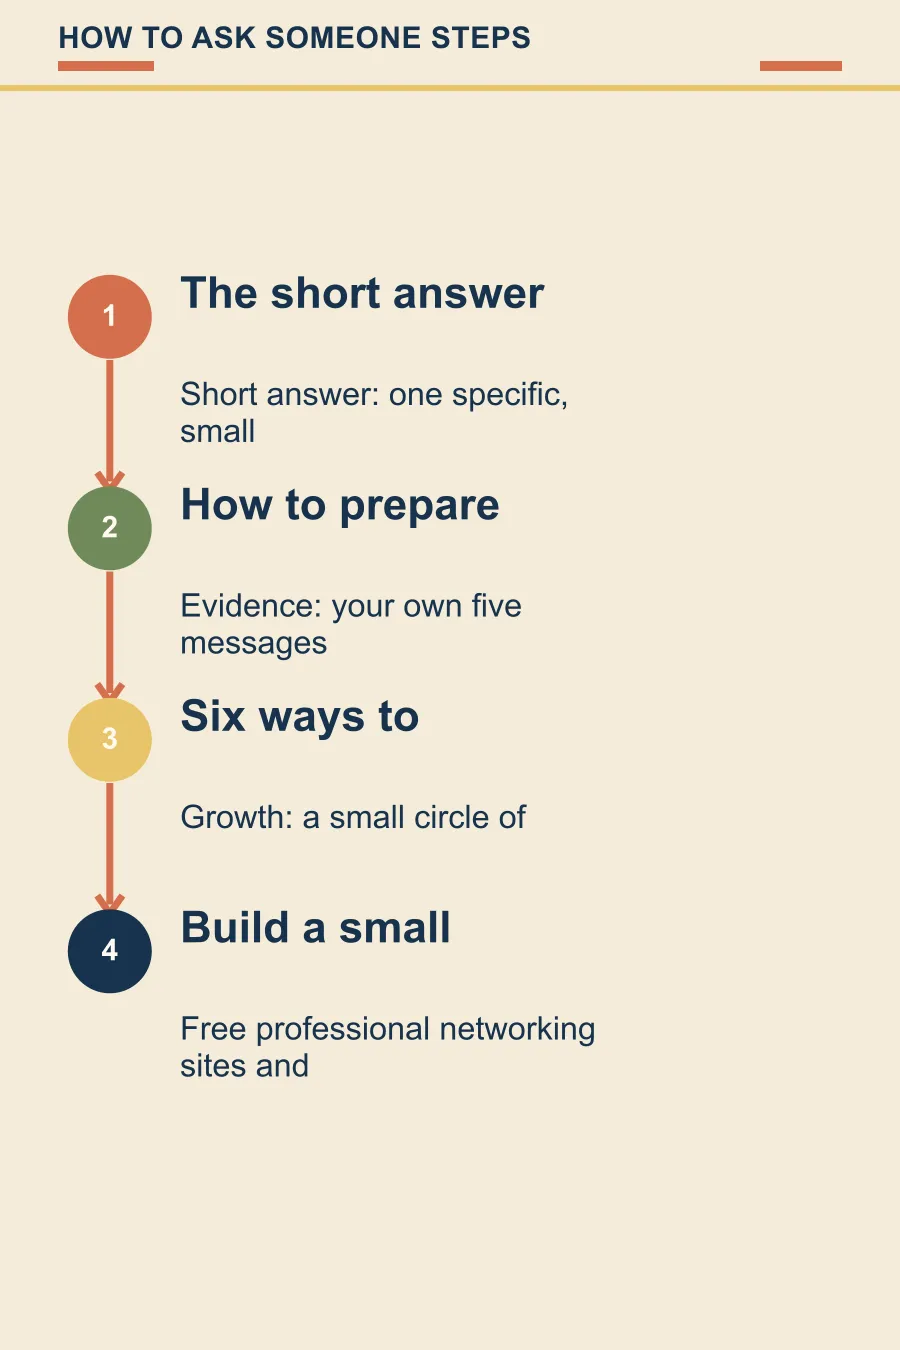 HOW TO ASK SOMEONE STEPS
1
The short answer
Short answer: one specific,
small
2
How to prepare
Evidence: your own five
messages
3
Six ways to
Growth: a small circle of
4
Build a small
Free professional networking
sites and